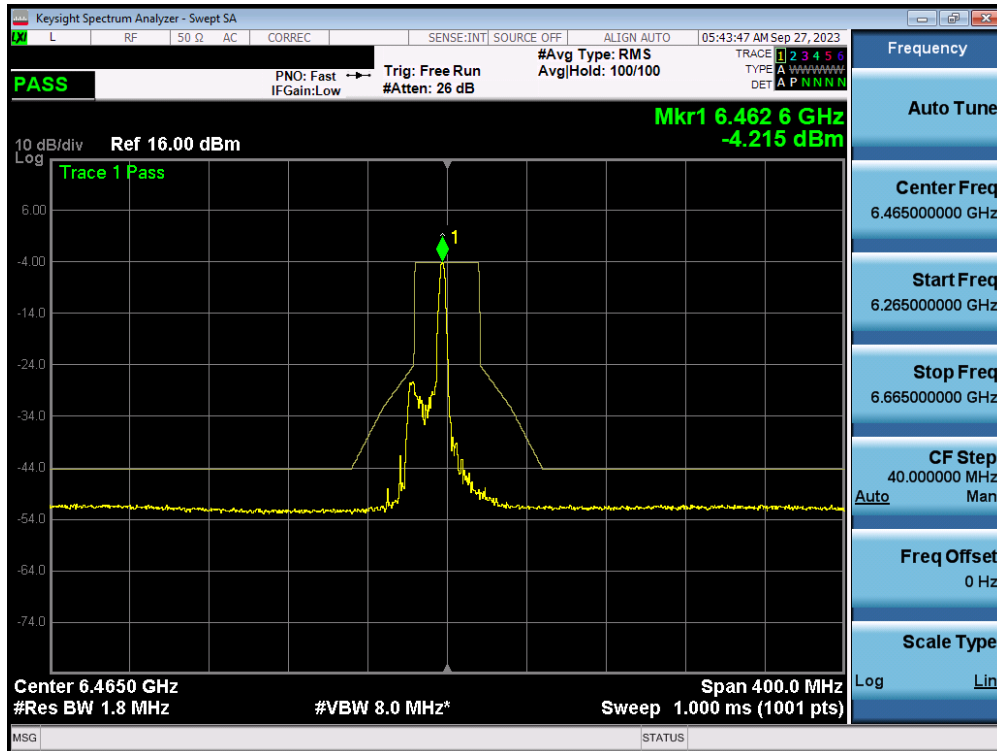 Keysight Spectrum Analyzer - Swept SA
LXI L RF 50 Ω AC CORREC SENSE:INT SOURCE OFF ALIGN AUTO 05:43:47 AM Sep 27, 2023
PASS
PNO: Fast
IFGain:Low
Trig: Free Run
#Atten: 26 dB
#Avg Type: RMS
Avg|Hold: 100/100
TRACE 1 2 3 4 5 6
TYPE A WWWWW
DET A P N N N N
Frequency
Mkr1 6.462 6 GHz
-4.215 dBm
10 dB/div Ref 16.00 dBm
Log
Trace 1 Pass
1
6.00
-4.00
-14.0
-24.0
-34.0
-44.0
-54.0
-64.0
-74.0
Center 6.4650 GHz
Span 400.0 MHz
#Res BW 1.8 MHz
#VBW 8.0 MHz*
Sweep 1.000 ms (1001 pts)
Auto Tune
Center Freq
6.465000000 GHz
Start Freq
6.265000000 GHz
Stop Freq
6.665000000 GHz
CF Step
40.000000 MHz
Auto Man
Freq Offset
0 Hz
Scale Type
Log Lin
MSG STATUS